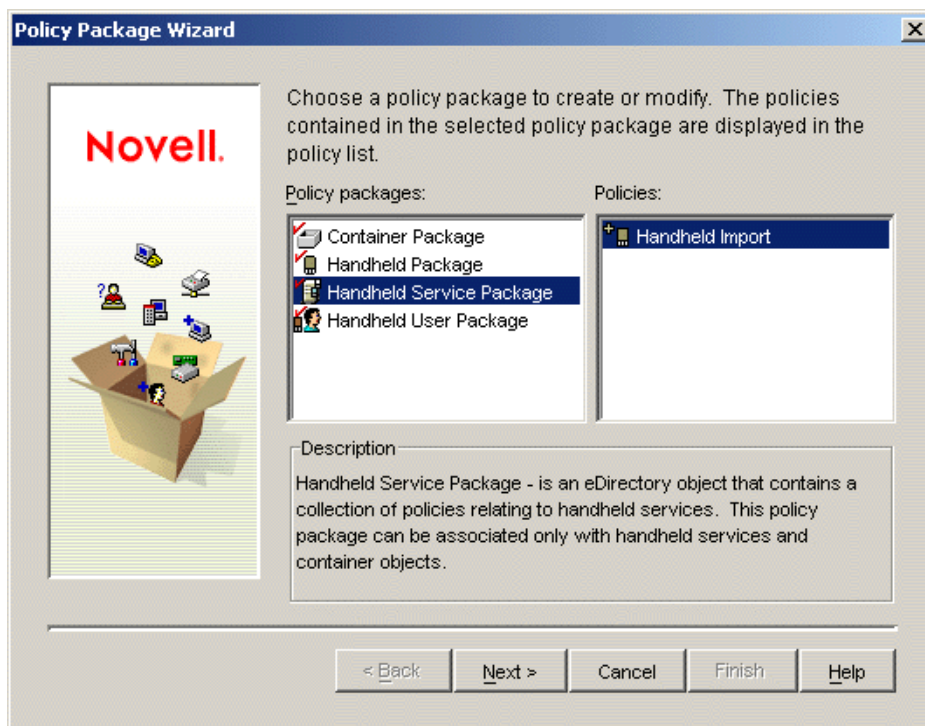 Policy Package Wizard
Novell.
Choose a policy package to create or modify. The policies
contained in the selected policy package are displayed in the
policy list.
Policy packages:
Container Package
Handheld Package
Handheld Service Package
Handheld User Package
Policies:
Handheld Import
Description
Handheld Service Package - is an eDirectory object that contains a
collection of policies relating to handheld services. This policy
package can be associated only with handheld services and
container objects.
< Back
Next >
Cancel
Finish
Help